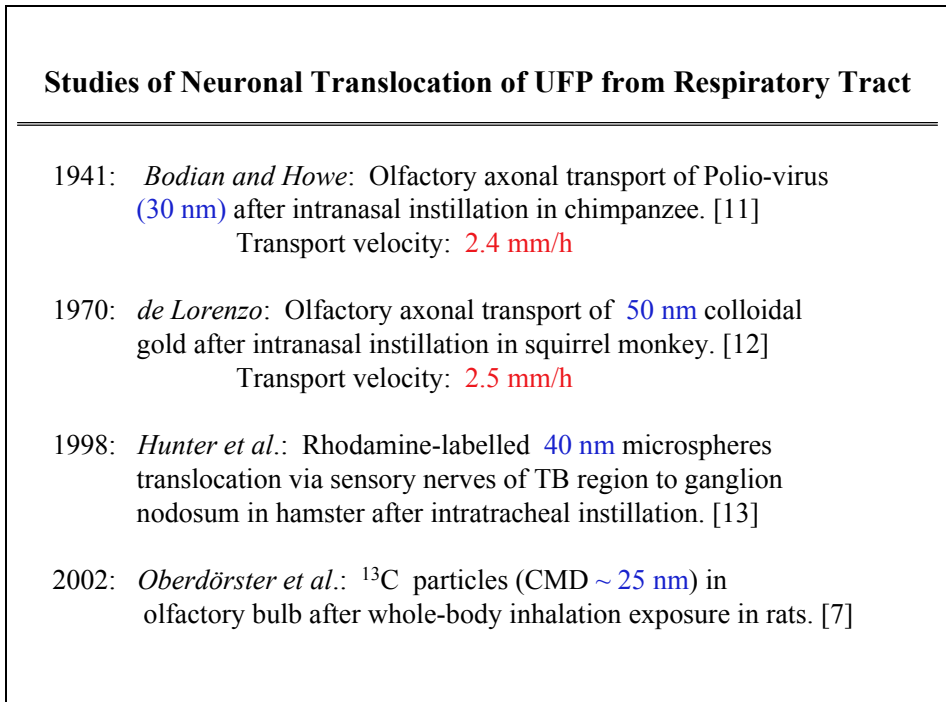 Studies of Neuronal Translocation of UFP from Respiratory Tract
1941: Bodian and Howe: Olfactory axonal transport of Polio-virus
(30 nm) after intranasal instillation in chimpanzee. [11]
Transport velocity: 2.4 mm/h
1970: de Lorenzo: Olfactory axonal transport of 50 nm colloidal
gold after intranasal instillation in squirrel monkey. [12]
Transport velocity: 2.5 mm/h
1998: Hunter et al.: Rhodamine-labelled 40 nm microspheres
translocation via sensory nerves of TB region to ganglion
nodosum in hamster after intratracheal instillation. [13]
2002: Oberdörster et al.: ¹³C particles (CMD ~ 25 nm) in
olfactory bulb after whole-body inhalation exposure in rats. [7]